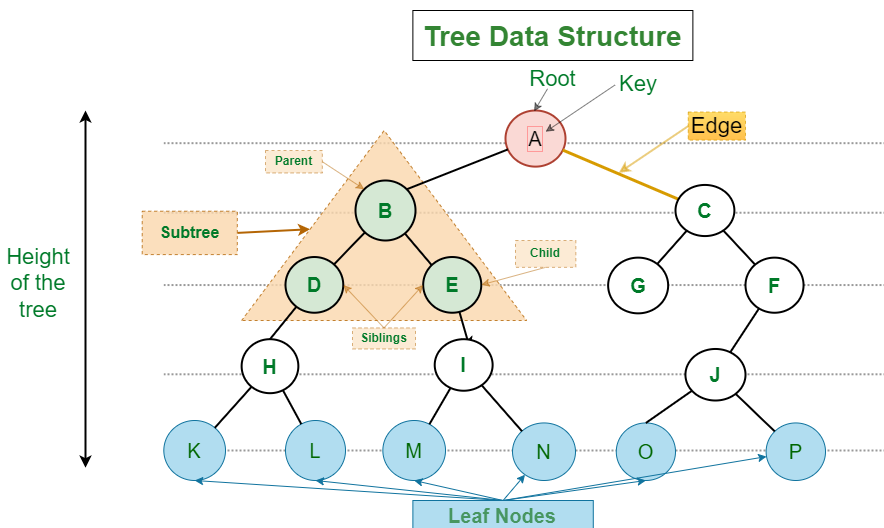 Tree Data Structure
Root
Key
A
Edge
Parent
B
C
Subtree
Child
Height
of the
tree
D
E
G
F
Siblings
H
I
J
K
L
M
N
O
P
Leaf Nodes